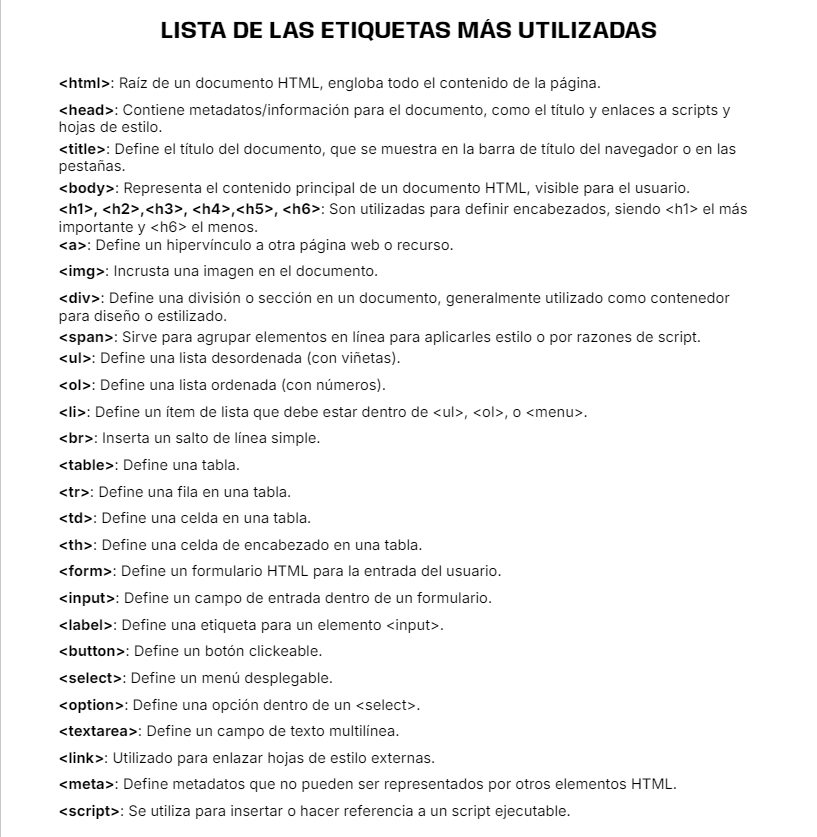 LISTA DE LAS ETIQUETAS MÁS UTILIZADAS
<html>: Raíz de un documento HTML, engloba todo el contenido de la página.
<head>: Contiene metadatos/información para el documento, como el título y enlaces a scripts y
hojas de estilo.
<title>: Define el título del documento, que se muestra en la barra de título del navegador o en las
pestañas.
<body>: Representa el contenido principal de un documento HTML, visible para el usuario.
<h1>, <h2>,<h3>, <h4>,<h5>, <h6>: Son utilizadas para definir encabezados, siendo <h1> el más
importante y <h6> el menos.
<a>: Define un hipervínculo a otra página web o recurso.
<img>: Incrusta una imagen en el documento.
<div>: Define una división o sección en un documento, generalmente utilizado como contenedor
para diseño o estilizado.
<span>: Sirve para agrupar elementos en línea para aplicarles estilo o por razones de script.
<ul>: Define una lista desordenada (con viñetas).
<ol>: Define una lista ordenada (con números).
<li>: Define un ítem de lista que debe estar dentro de <ul>, <ol>, o <menu>.
<br>: Inserta un salto de línea simple.
<table>: Define una tabla.
<tr>: Define una fila en una tabla.
<td>: Define una celda en una tabla.
<th>: Define una celda de encabezado en una tabla.
<form>: Define un formulario HTML para la entrada del usuario.
<input>: Define un campo de entrada dentro de un formulario.
<label>: Define una etiqueta para un elemento <input>.
<button>: Define un botón clickeable.
<select>: Define un menú desplegable.
<option>: Define una opción dentro de un <select>.
<textarea>: Define un campo de texto multilínea.
<link>: Utilizado para enlazar hojas de estilo externas.
<meta>: Define metadatos que no pueden ser representados por otros elementos HTML.
<script>: Se utiliza para insertar o hacer referencia a un script ejecutable.